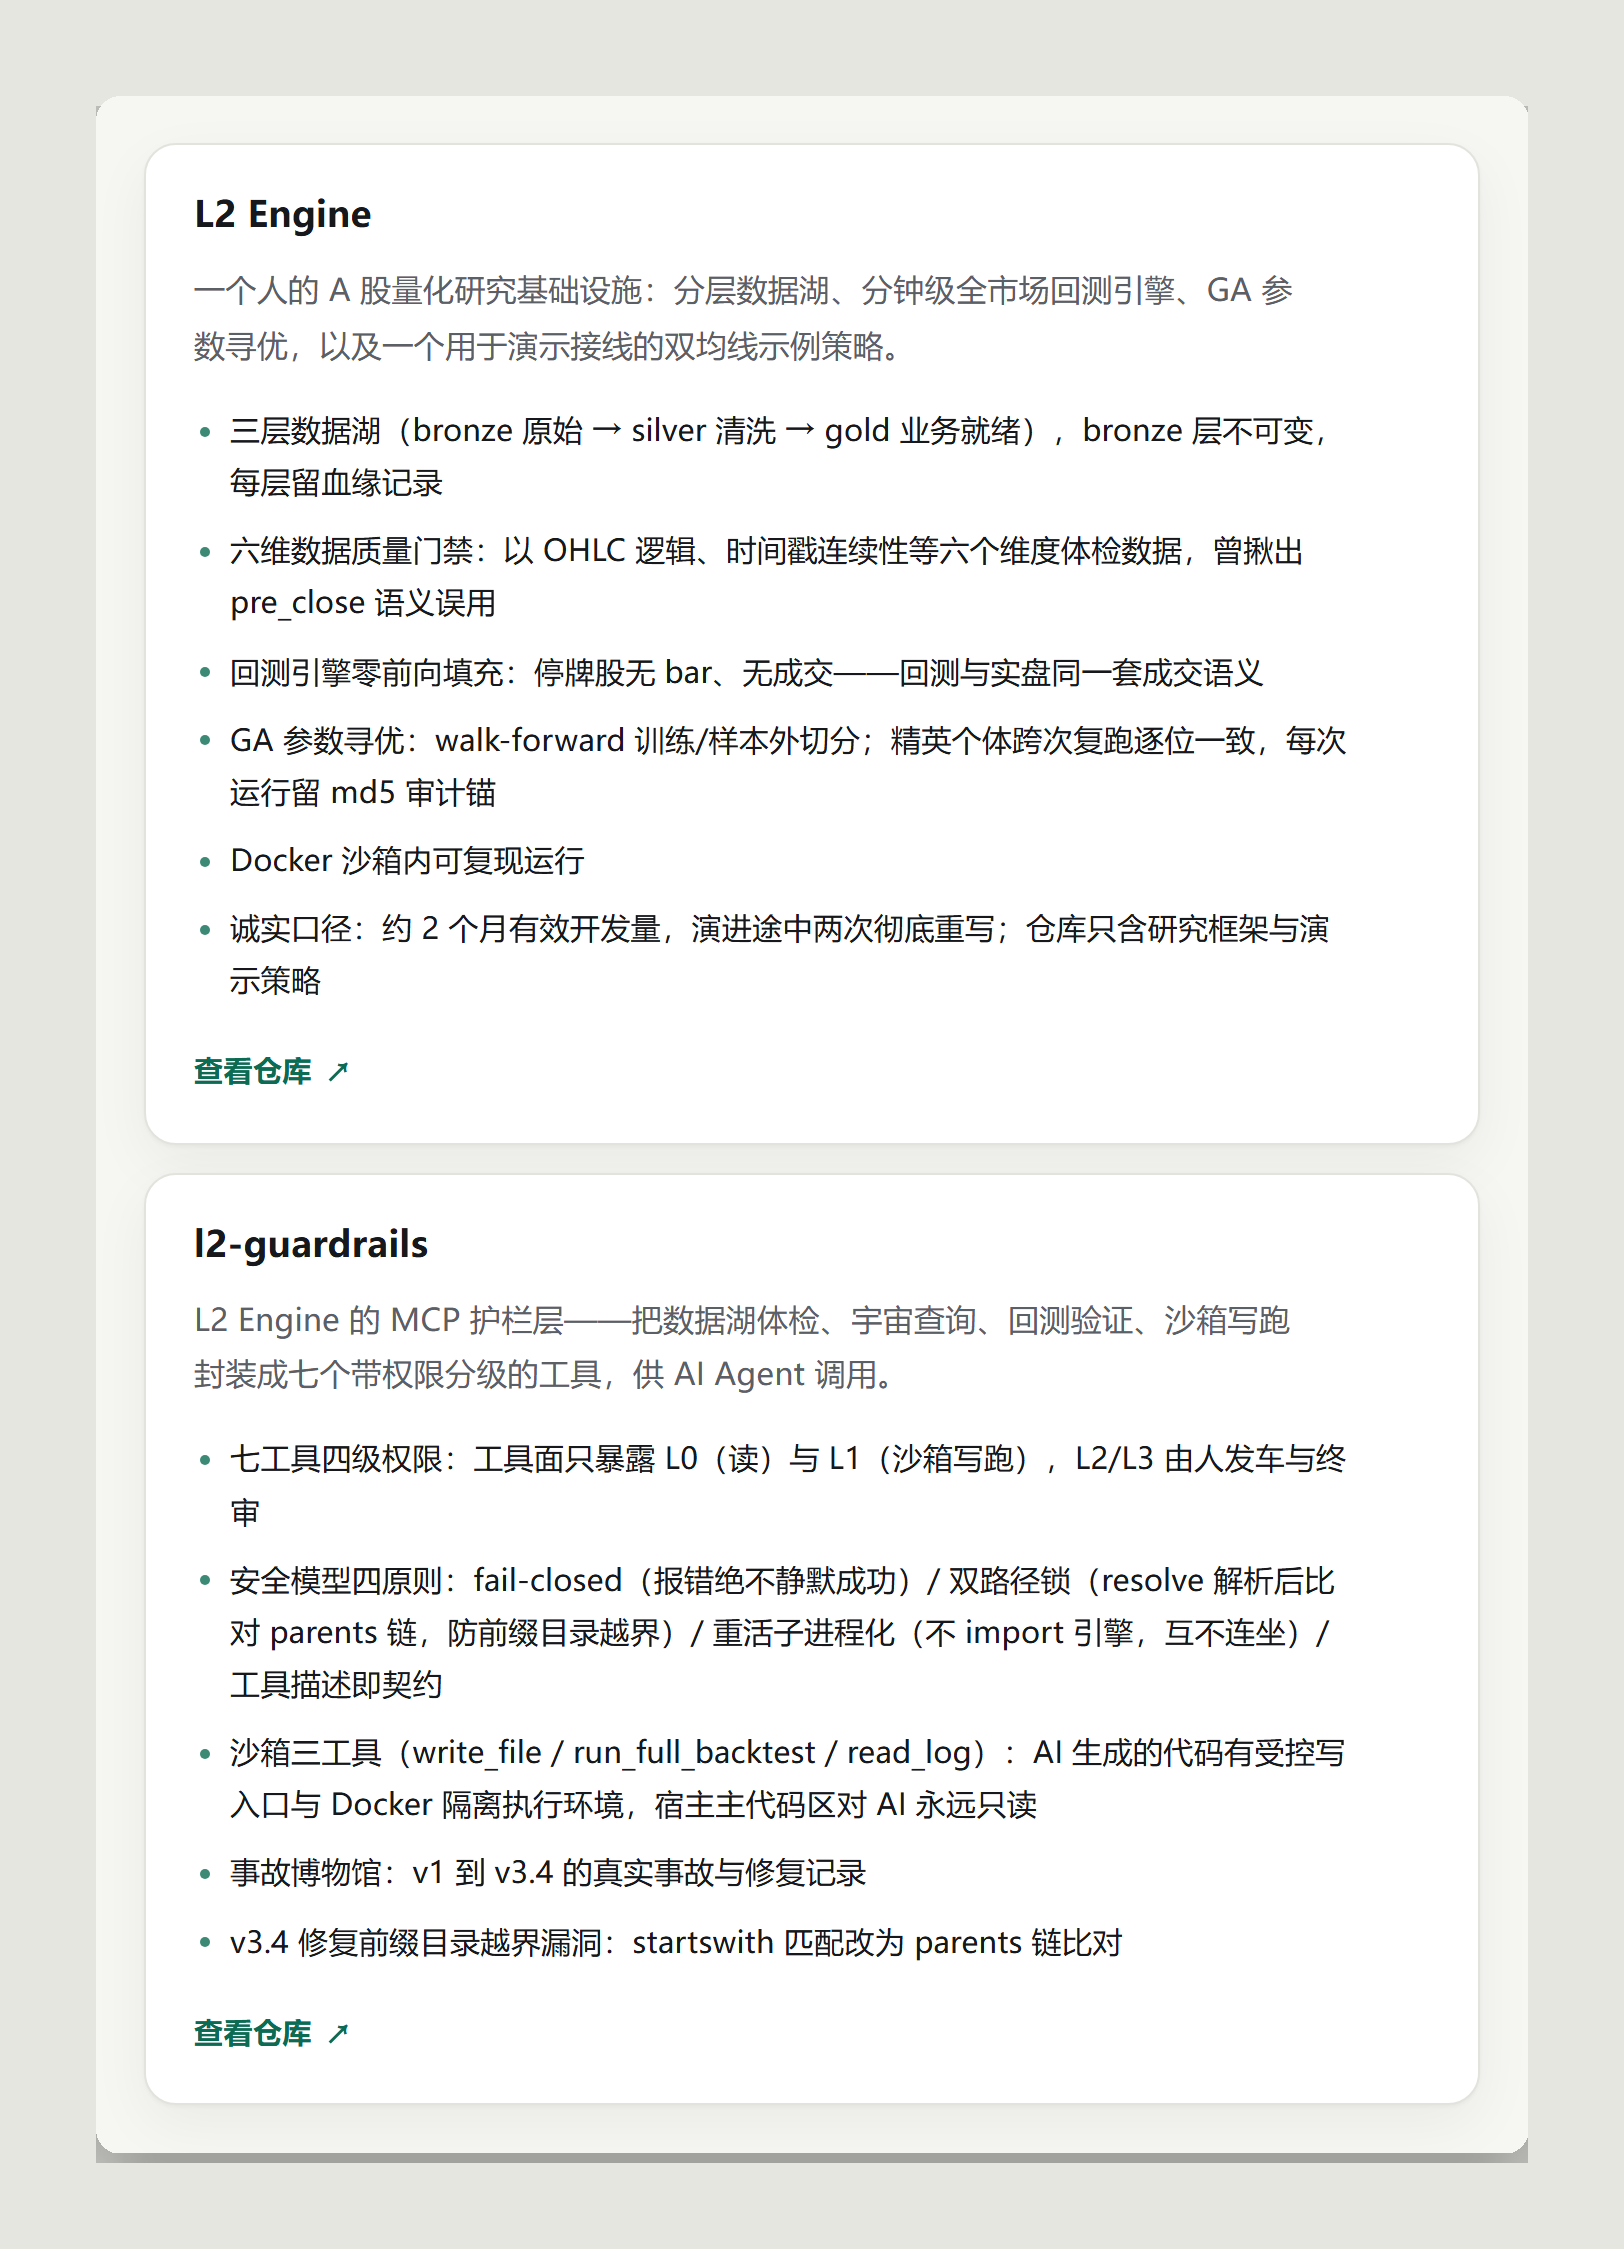 L2 Engine
一个人的 A 股量化研究基础设施：分层数据湖、分钟级全市场回测引擎、GA 参
数寻优，以及一个用于演示接线的双均线示例策略。
三层数据湖（bronze 原始 → silver 清洗 → gold 业务就绪），bronze 层不可变，
每层留血缘记录
六维数据质量门禁：以 OHLC 逻辑、时间戳连续性等六个维度体检数据，曾揪出
pre_close 语义误用
回测引擎零前向填充：停牌股无 bar、无成交——回测与实盘同一套成交语义
GA 参数寻优：walk-forward 训练/样本外切分；精英个体跨次复跑逐位一致，每次
运行留 md5 审计锚
Docker 沙箱内可复现运行
诚实口径：约 2 个月有效开发量，演进途中两次彻底重写；仓库只含研究框架与演
示策略
查看仓库 ↗
l2-guardrails
L2 Engine 的 MCP 护栏层——把数据湖体检、宇宙查询、回测验证、沙箱写跑
封装成七个带权限分级的工具，供 AI Agent 调用。
七工具四级权限：工具面只暴露 L0（读）与 L1（沙箱写跑），L2/L3 由人发车与终
审
安全模型四原则：fail-closed（报错绝不静默成功）/ 双路径锁（resolve 解析后比
对 parents 链，防前缀目录越界）/ 重活子进程化（不 import 引擎，互不连坐）/
工具描述即契约
沙箱三工具（write_file / run_full_backtest / read_log）：AI 生成的代码有受控写
入口与 Docker 隔离执行环境，宿主主代码区对 AI 永远只读
事故博物馆：v1 到 v3.4 的真实事故与修复记录
v3.4 修复前缀目录越界漏洞：startswith 匹配改为 parents 链比对
查看仓库 ↗